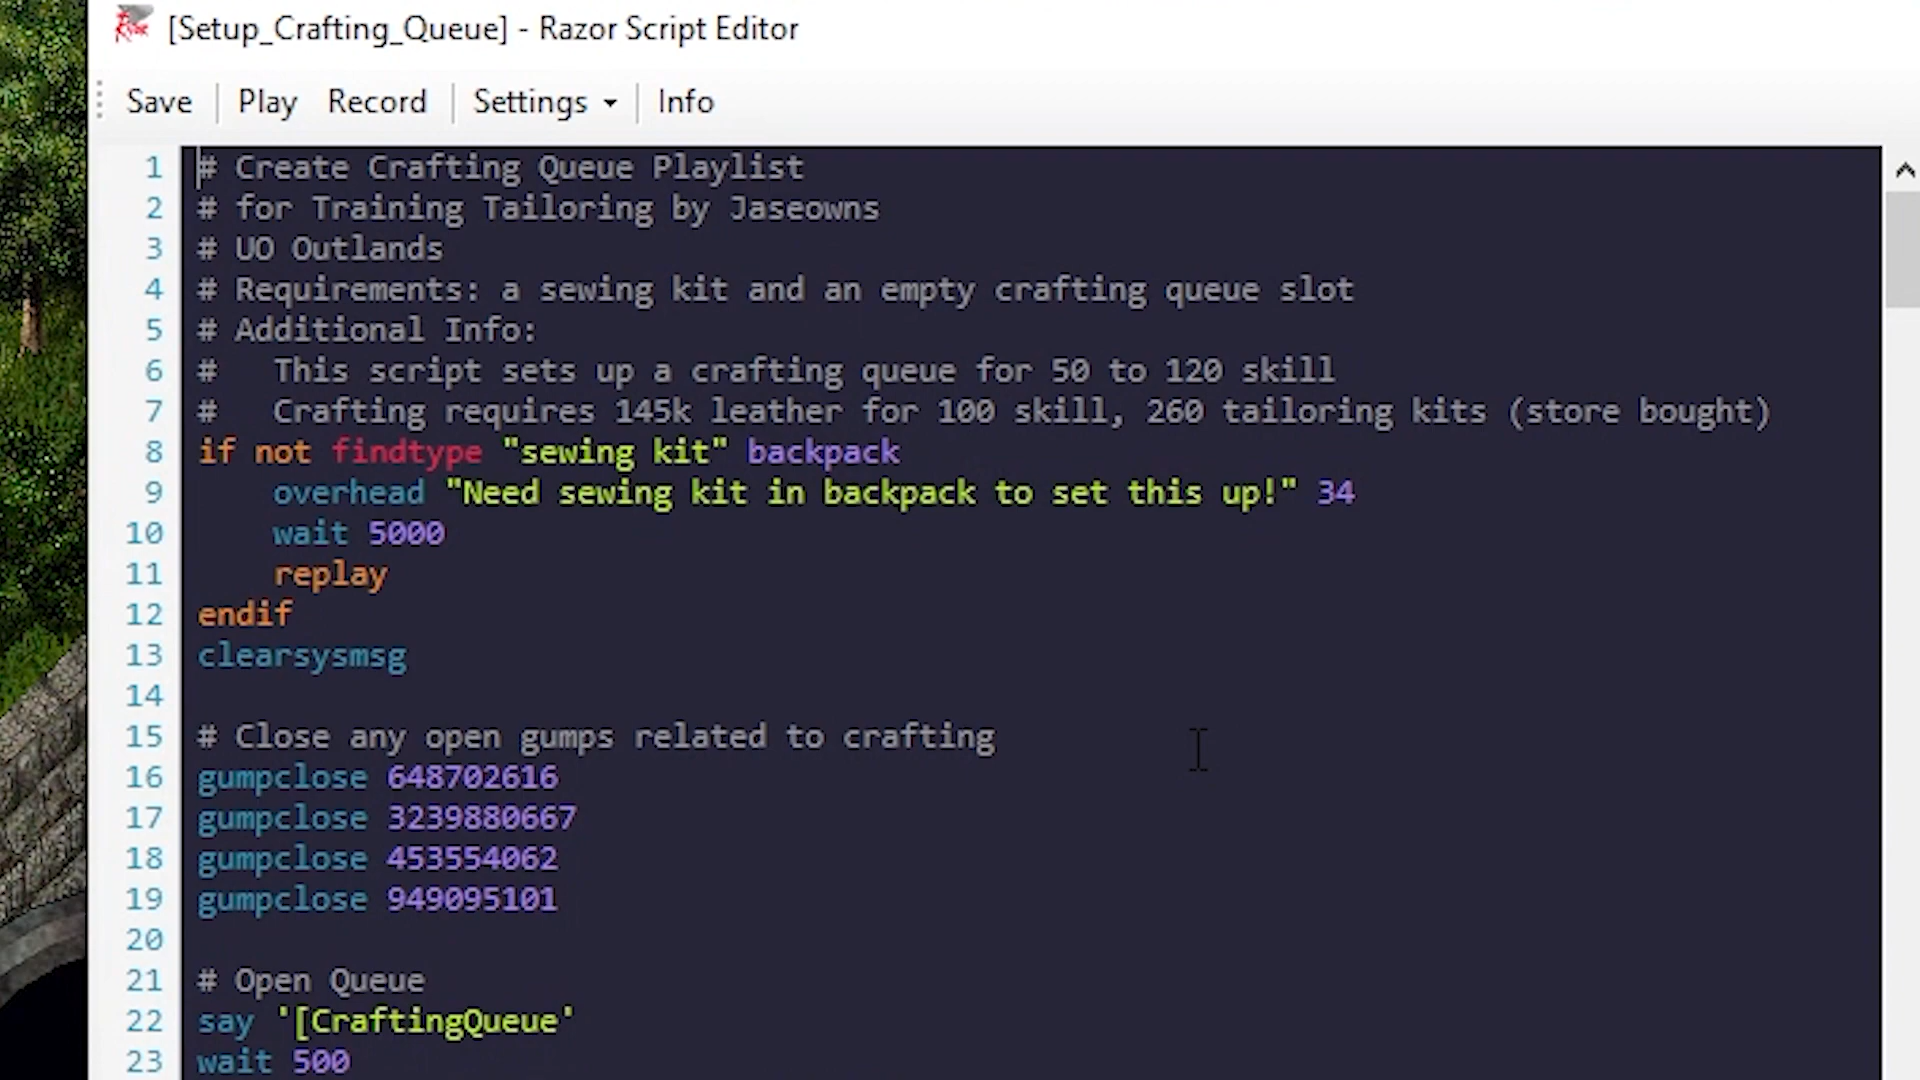 [Setup_Crafting_Queue] - Razor Script Editor
Save Play Record Settings Info
1 # Create Crafting Queue Playlist
2 # for Training Tailoring by Jaseowns
3 # UO Outlands
4 # Requirements: a sewing kit and an empty crafting queue slot
5 # Additional Info:
6 #   This script sets up a crafting queue for 50 to 120 skill
7 #   Crafting requires 145k leather for 100 skill, 260 tailoring kits (store bought)
8 if not findtype "sewing kit" backpack
9     overhead "Need sewing kit in backpack to set this up!" 34
10     wait 5000
11     replay
12 endif
13 clearsysmsg
14
15 # Close any open gumps related to crafting
16 gumpclose 648702616
17 gumpclose 3239880667
18 gumpclose 453554062
19 gumpclose 949095101
20
21 # Open Queue
22 say '[CraftingQueue'
23 wait 500